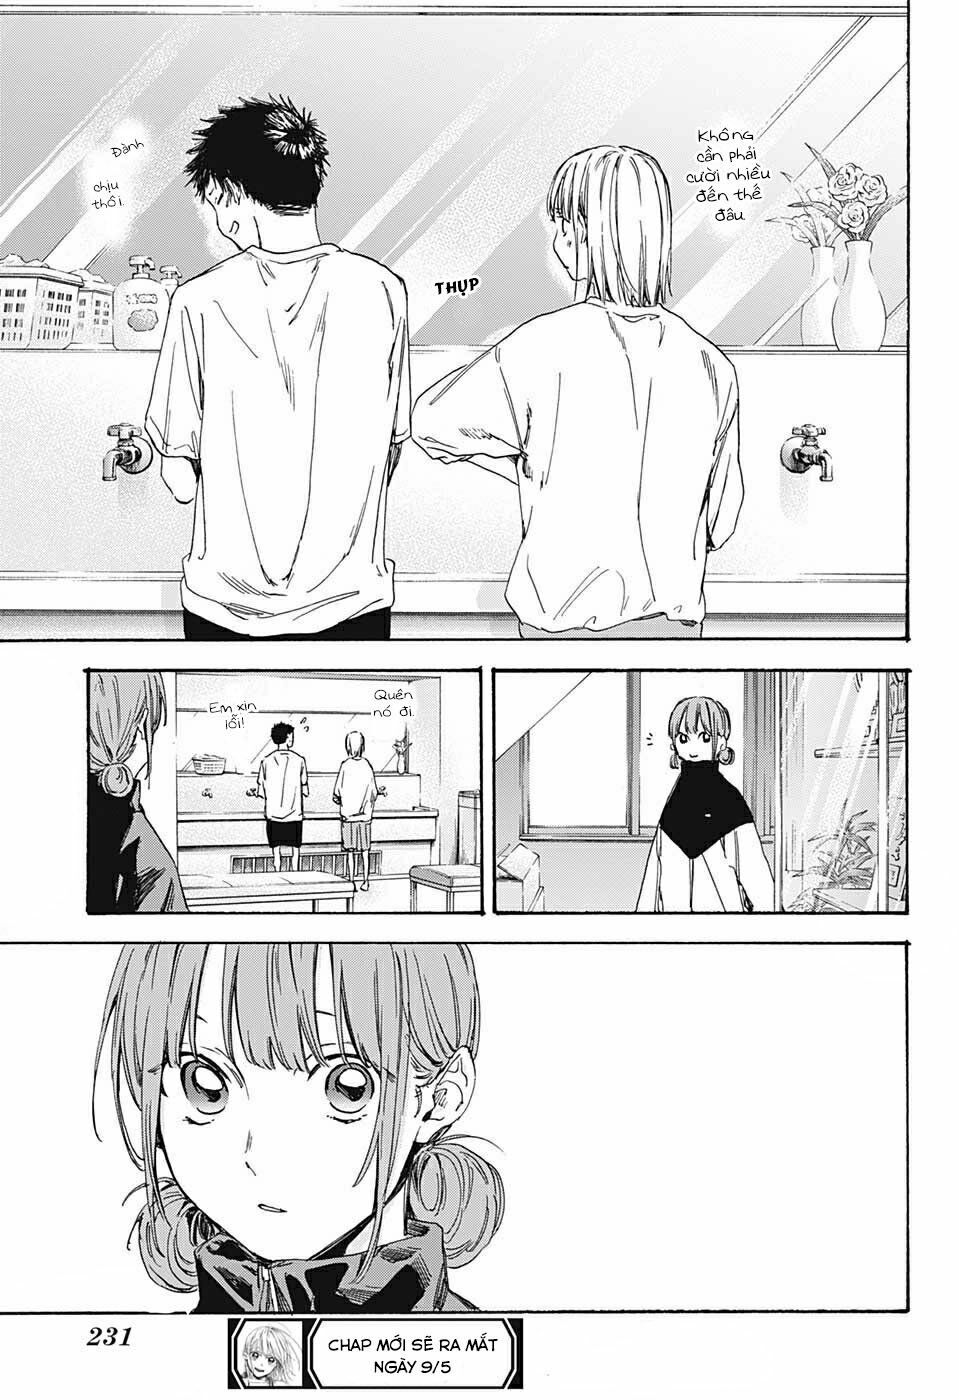 Không
cần phải
cười nhiều
đến thế
đâu.
THỤP
Đành
chịu
thôi.
Quên
nó đi.
Em xin
lỗi!
231
CHAP MỚI SẼ RA MẮT
NGÀY 9/5